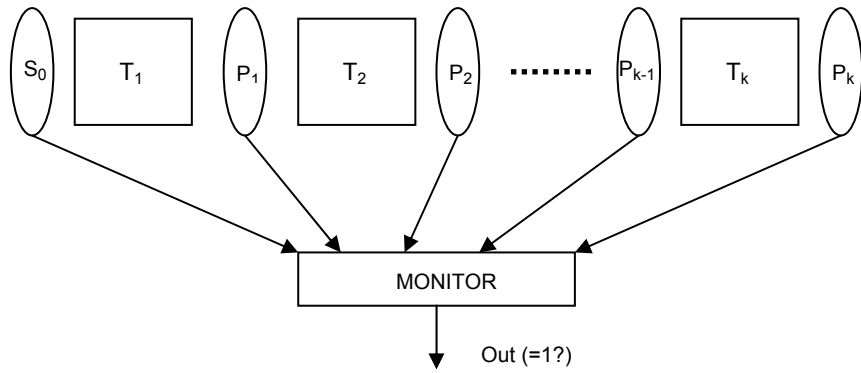 S₀ T₁ P₁ T₂ P₂ Pₖ₋₁ Tₖ Pₖ
MONITOR
Out (=1?)